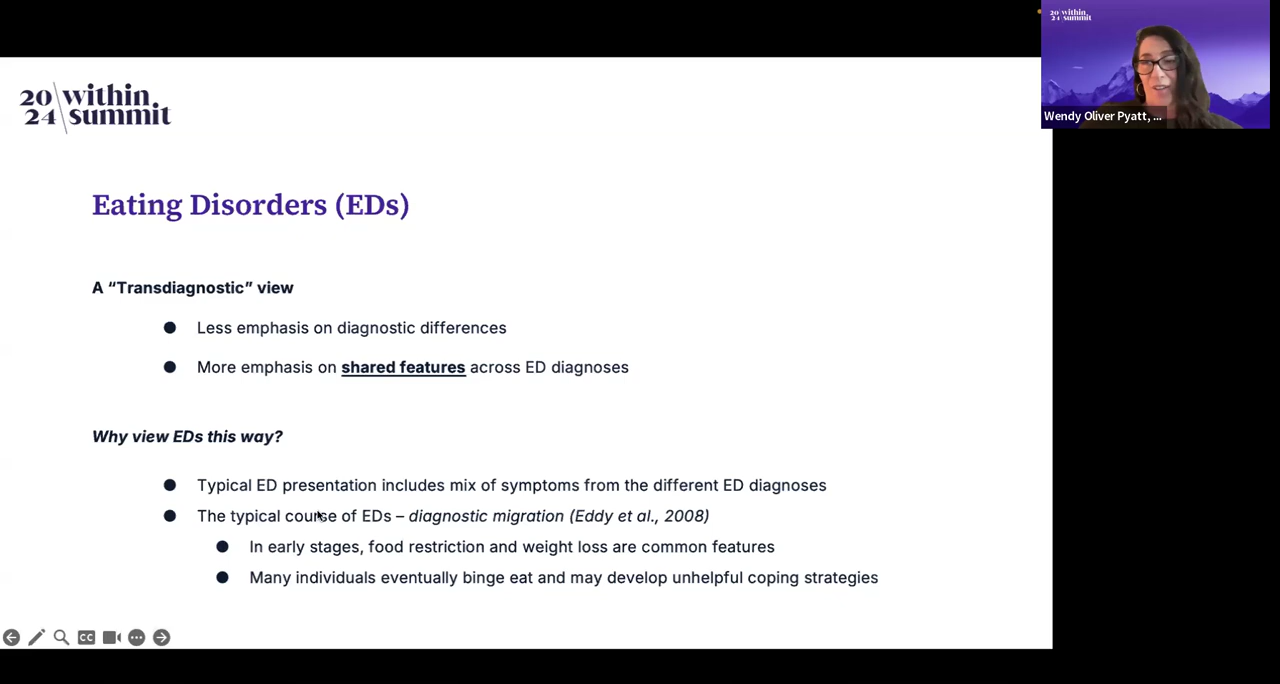 20 within
24 summit
20 within
24 summit
Wendy Oliver Pyatt, ...
Eating Disorders (EDs)
A “Transdiagnostic” view
● Less emphasis on diagnostic differences
● More emphasis on shared features across ED diagnoses
Why view EDs this way?
● Typical ED presentation includes mix of symptoms from the different ED diagnoses
● The typical course of EDs – diagnostic migration (Eddy et al., 2008)
● In early stages, food restriction and weight loss are common features
● Many individuals eventually binge eat and may develop unhelpful coping strategies
CC